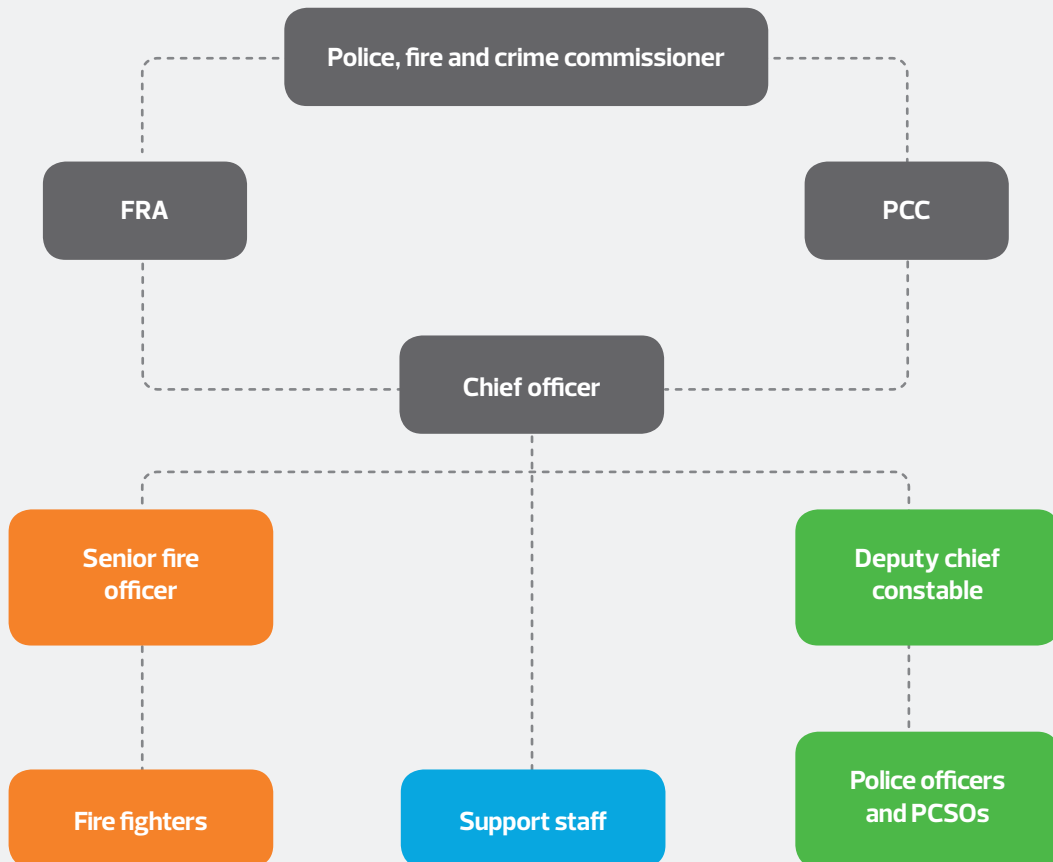 Police, fire and crime commissioner
FRA
PCC
Chief officer
Senior fire
officer
Deputy chief
constable
Fire fighters
Support staff
Police officers
and PCSOs